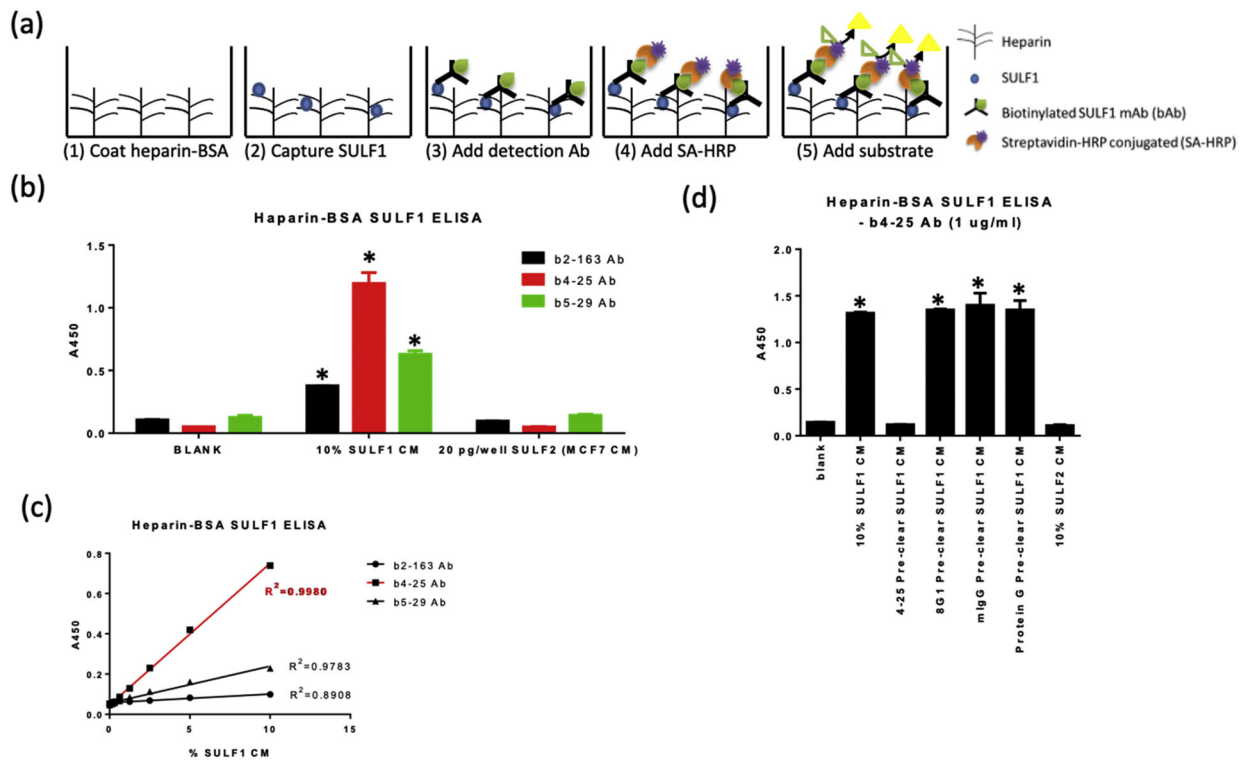 (a)
(1) Coat heparin-BSA
(2) Capture SULF1
(3) Add detection Ab
(4) Add SA-HRP
(5) Add substrate
Heparin
SULF1
Biotinylated SULF1 mAb (bAb)
Streptavidin-HRP conjugated (SA-HRP)
(b)
Haparin-BSA SULF1 ELISA
A450
1.5
1.0
0.5
0.0
*
*
*
b2-163 Ab
b4-25 Ab
b5-29 Ab
BLANK
10% SULF1 CM
20 pg/well SULF2 (MCF7 CM)
(c)
Heparin-BSA SULF1 ELISA
A450
0.8
0.6
0.4
0.2
0.0
0
5
10
15
% SULF1 CM
R²=0.9980
R²=0.9783
R²=0.8908
b2-163 Ab
b4-25 Ab
b5-29 Ab
(d)
Heparin-BSA SULF1 ELISA
- b4-25 Ab (1 ug/ml)
A450
2.0
1.5
1.0
0.5
0.0
*
*
*
*
blank
10% SULF1 CM
4-25 Pre-clear SULF1 CM
8G1 Pre-clear SULF1 CM
mIgG Pre-clear SULF1 CM
Protein G Pre-clear SULF1 CM
10% SULF2 CM